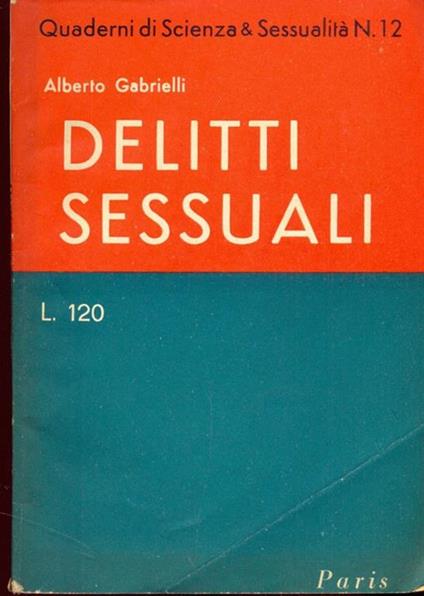 Quaderni di Scienza & Sessualità N. 12
Alberto Gabrielli
DELITTI
SESSUALI
L. 120
Paris